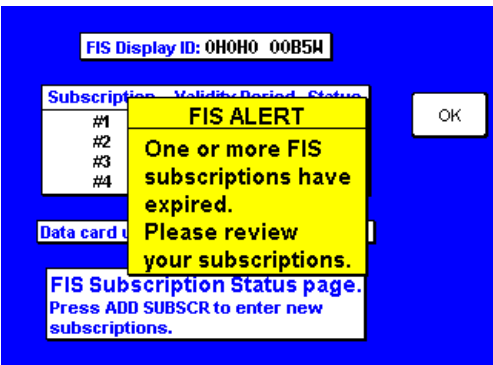 FIS Display ID: 0H0H0 00B5W
Subscription Validity Period Status
FIS ALERT
#1
#2
#3
#4
One or more FIS
subscriptions have
expired.
Please review
your subscriptions.
OK
Data card
FIS Subscription Status page.
Press ADD SUBSCR to enter new
subscriptions.